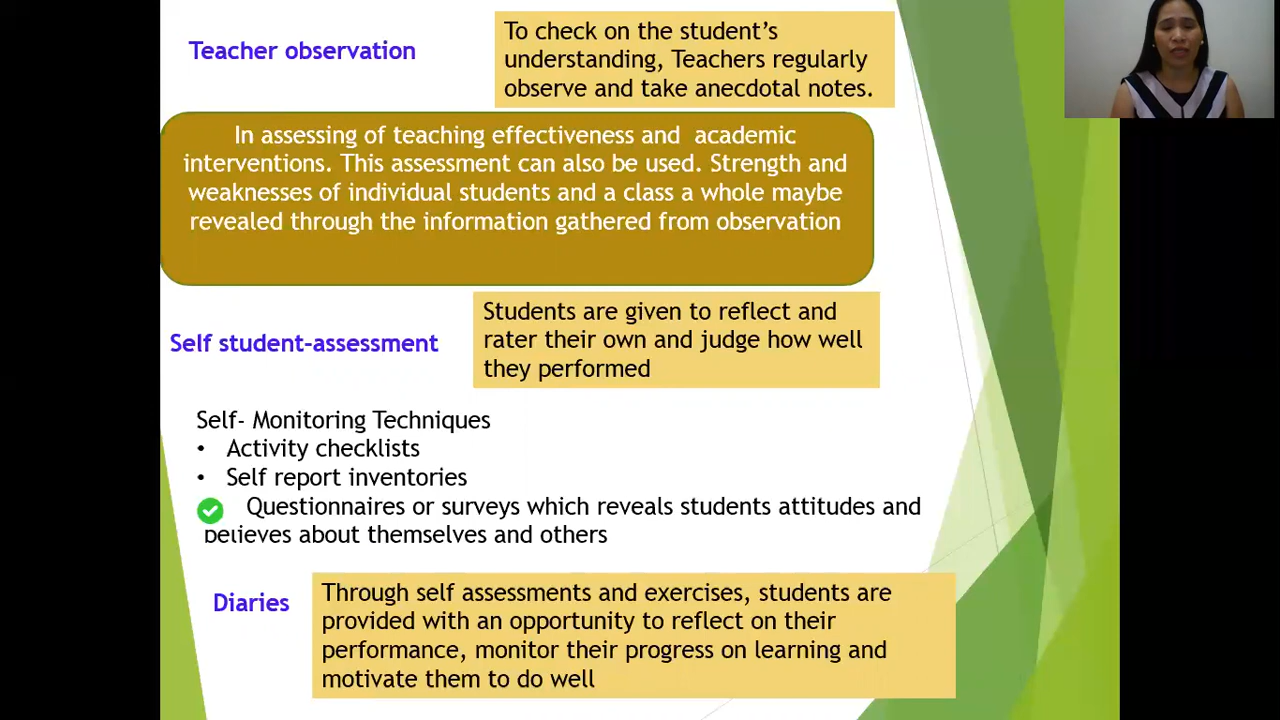 Teacher observation
To check on the student's
understanding, Teachers regularly
observe and take anecdotal notes.
In assessing of teaching effectiveness and academic
interventions. This assessment can also be used. Strength and
weaknesses of individual students and a class a whole maybe
revealed through the information gathered from observation
Self student-assessment
Students are given to reflect and
rater their own and judge how well
they performed
Self- Monitoring Techniques
• Activity checklists
• Self report inventories
Questionnaires or surveys which reveals students attitudes and
believes about themselves and others
Diaries
Through self assessments and exercises, students are
provided with an opportunity to reflect on their
performance, monitor their progress on learning and
motivate them to do well